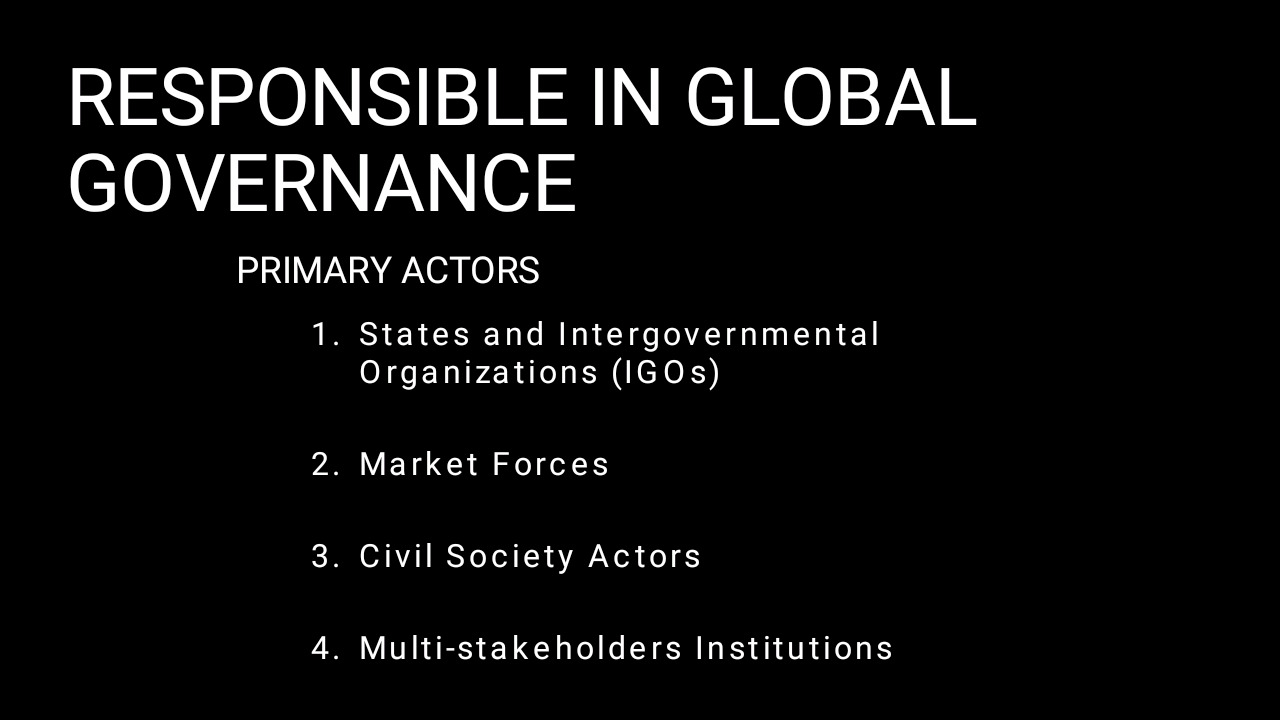 RESPONSIBLE IN GLOBAL
GOVERNANCE
PRIMARY ACTORS
1. States and Intergovernmental
Organizations (IGOs)
2. Market Forces
3. Civil Society Actors
4. Multi-stakeholders Institutions